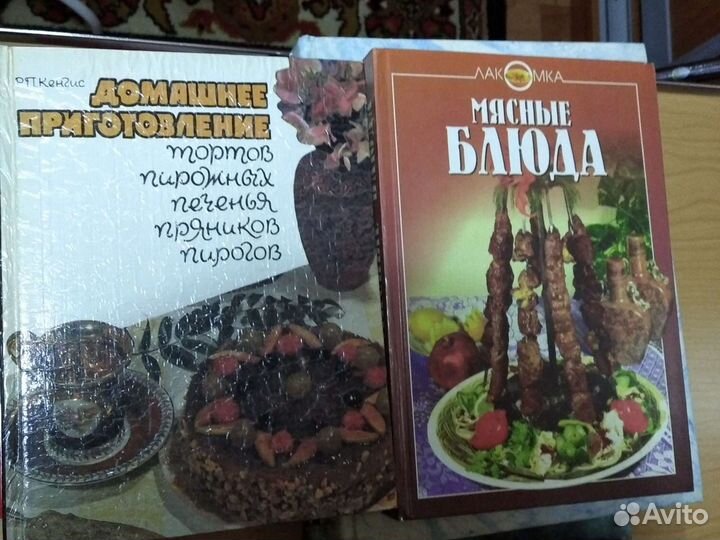 Р.П. Кенгис
ДОМАШНЕЕ
ПРИГОТОВЛЕНИЕ
тортов
пирожных
печенья
пряников
пирогов
ЛАКОМКА
МЯСНЫЕ
БЛЮДА
Avito